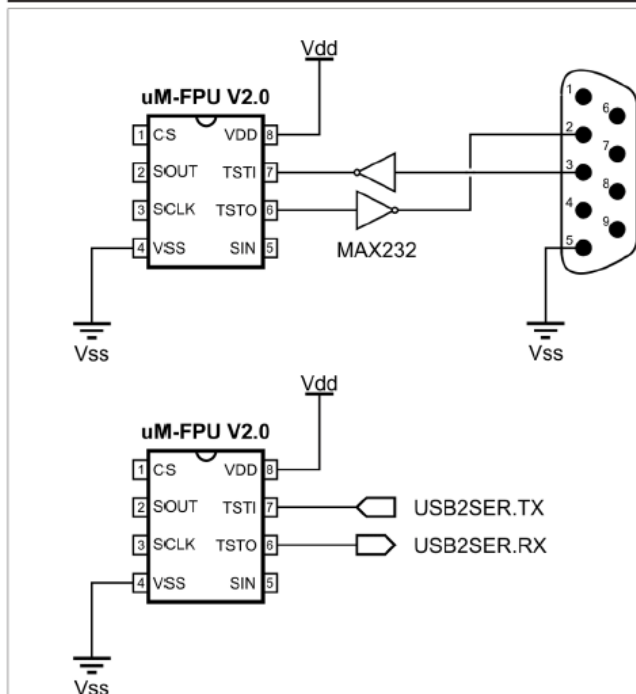 Vdd
uM-FPU V2.0
1 CS VDD 8
2 SOUT TSTI 7
3 SCLK TSTO 6
4 VSS SIN 5
MAX232
1
6
2
7
3
8
4
9
5
Vss
Vss
Vdd
uM-FPU V2.0
1 CS VDD 8
2 SOUT TSTI 7 USB2SER.TX
3 SCLK TSTO 6 USB2SER.RX
4 VSS SIN 5
Vss